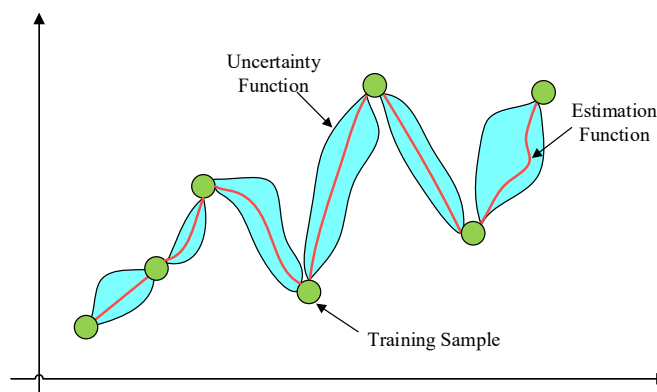 Uncertainty
Function
Estimation
Function
Training Sample